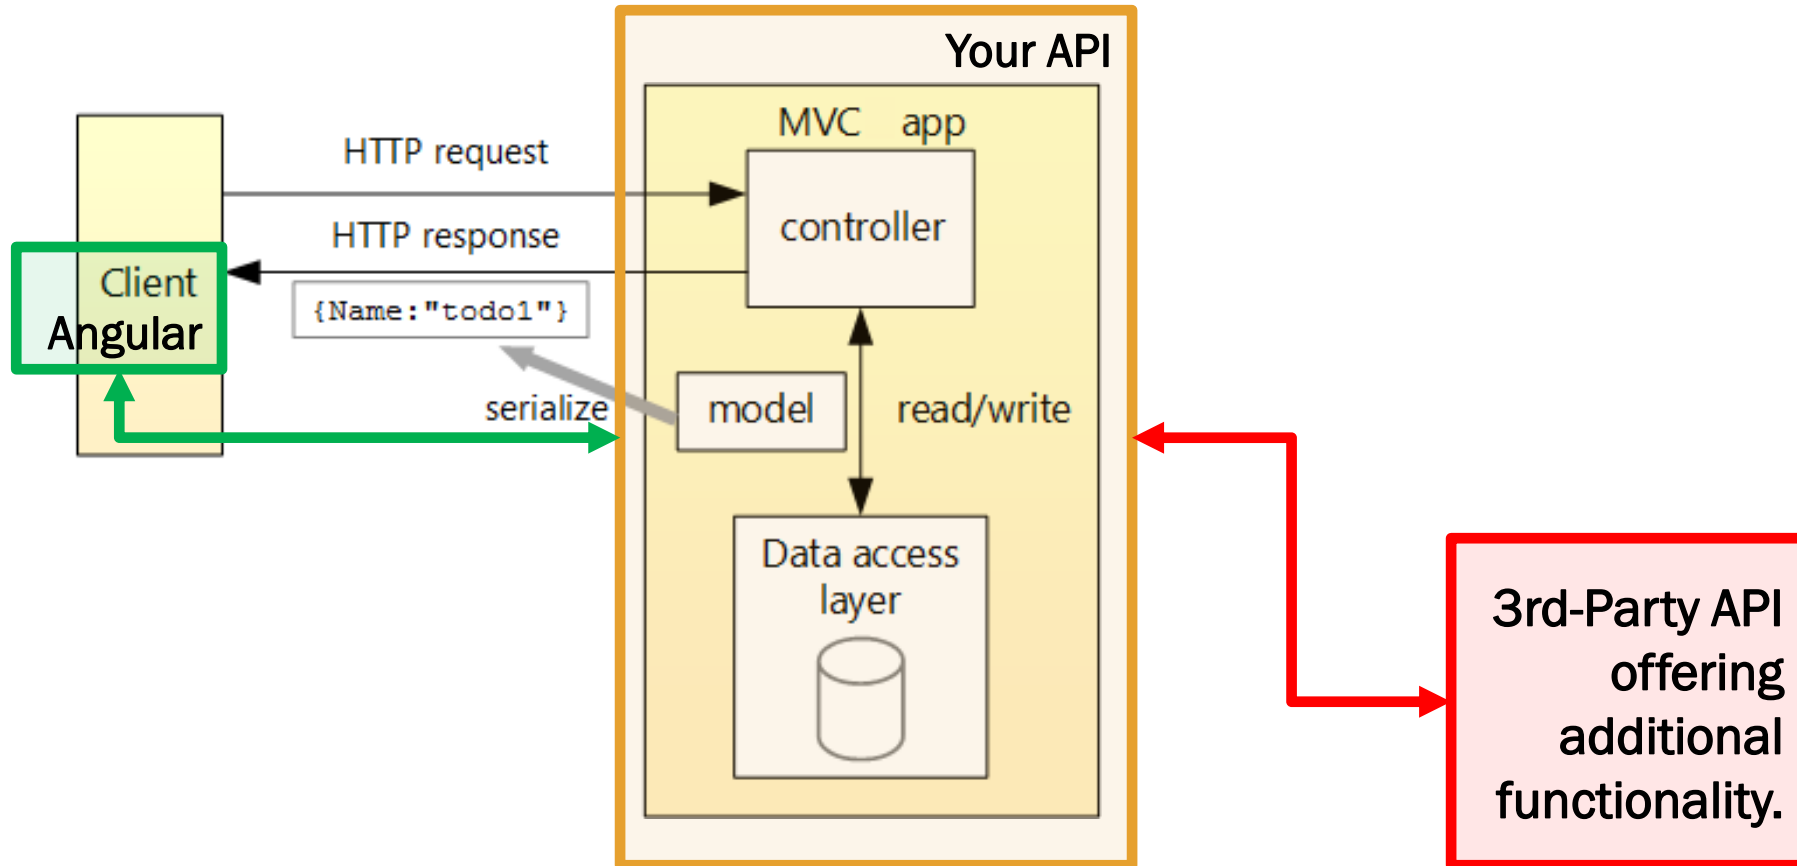 Your API
MVC app
HTTP request
controller
HTTP response
Client
Angular
{Name:"todo1"}
serialize
model
read/write
Data access
layer
3rd-Party API
offering
additional
functionality.